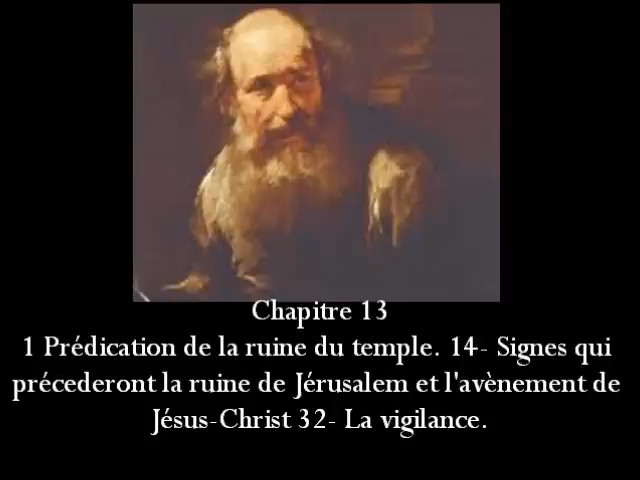 Chapitre 13
1 Prédication de la ruine du temple. 14- Signes qui
précederont la ruine de Jérusalem et l'avènement de
Jésus-Christ 32- La vigilance.